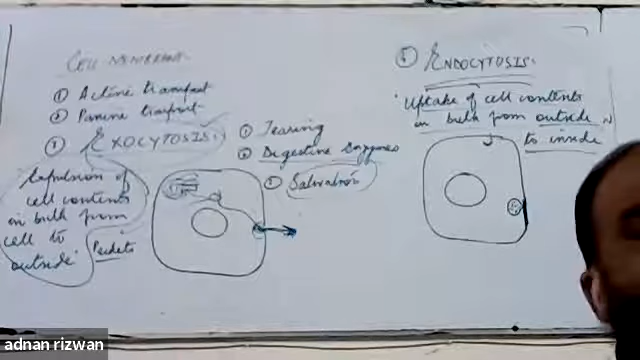 CELL MEMBRANE
① Active transport
② Passive transport
③ EXOCYTOSIS:
Expulsion of
cell contents
in bulk from
cell to
outside
Packets
① Tearing
② Digestive Enzymes
③ Salivation
ENDOCYTOSIS:
Uptake of cell contents
in bulk from outside
to inside
adnan rizwan